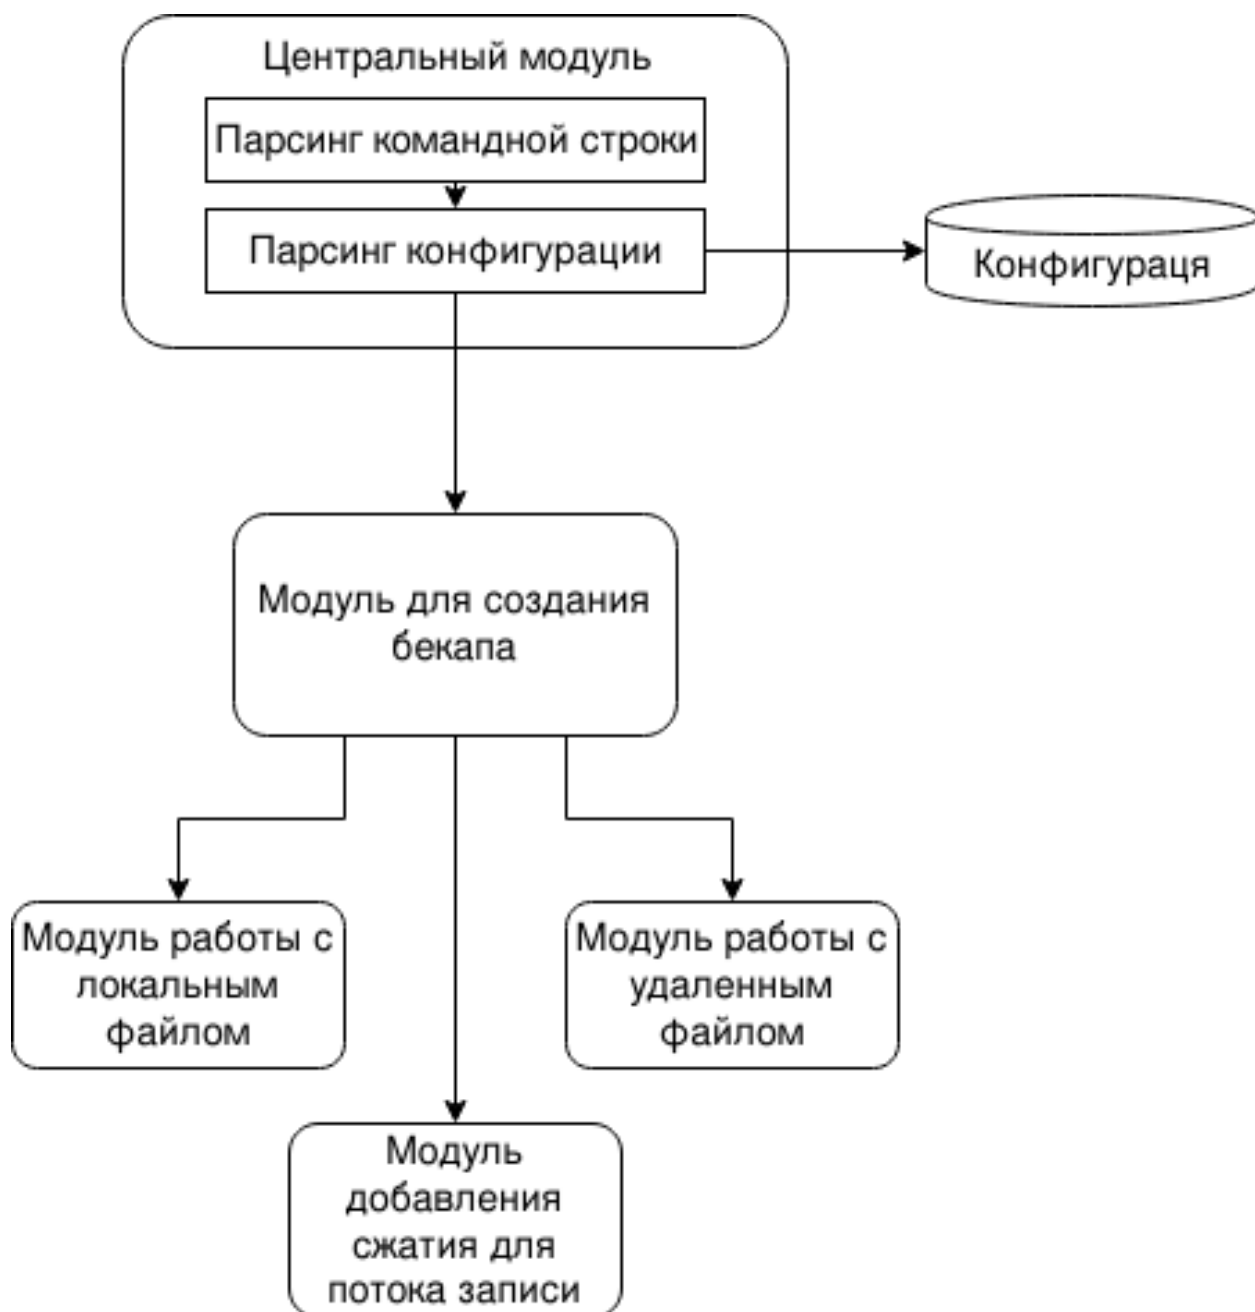 Центральный модуль
Парсинг командной строки
Парсинг конфигурации
Конфигураця
Модуль для создания
бекапа
Модуль работы с
локальным
файлом
Модуль работы с
удаленным
файлом
Модуль
добавления
сжатия для
потока записи